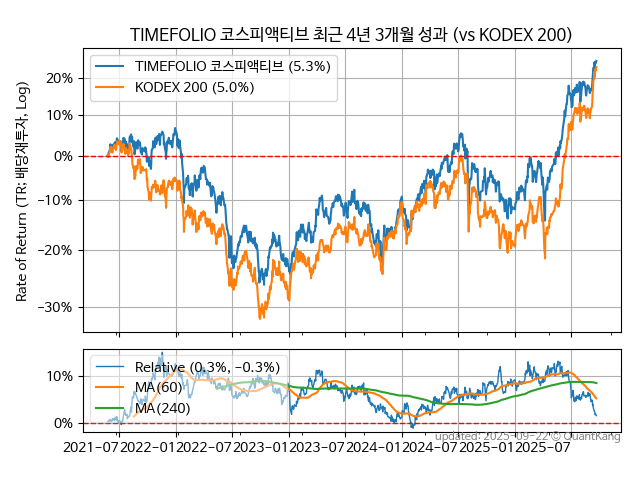 TIMEFOLIO 코스피액티브 최근 4년 3개월 성과 (vs KODEX 200)
Rate of Return (TR: 배당재투자, Log)
TIMEFOLIO 코스피액티브 (5.3%)
KODEX 200 (5.0%)
20%
10%
0%
−10%
−20%
−30%
Relative (0.3%, −0.3%)
MA(60)
MA(240)
10%
0%
2021-07 2022-01 2022-07 2023-01 2023-07 2024-01 2024-07 2025-01 2025-07
updated: 2025-09-22 © QuantKang